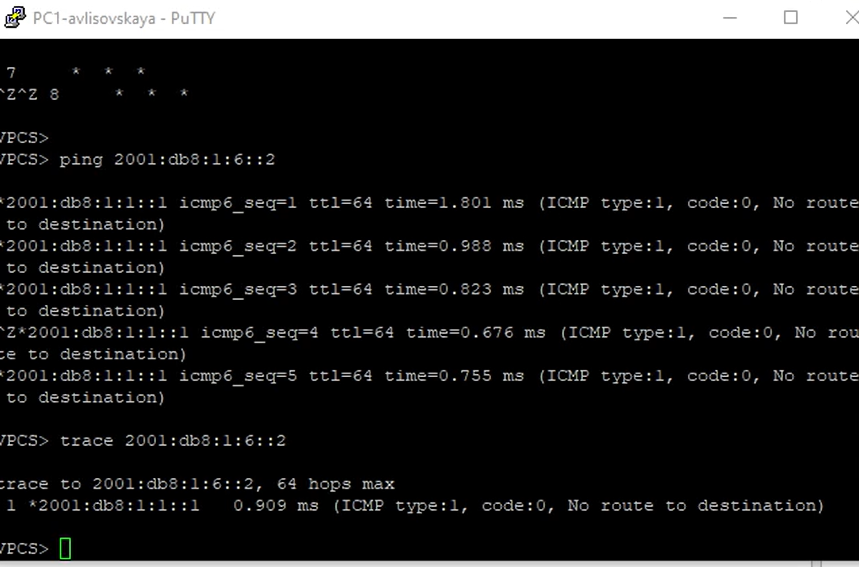 PC1-avlisovskaya - PuTTY
7 * * *
^Z^Z 8 * * *
VPCS>
VPCS> ping 2001:db8:1:6::2
*2001:db8:1:1::1 icmp6_seq=1 ttl=64 time=1.801 ms (ICMP type:1, code:0, No route
to destination)
*2001:db8:1:1::1 icmp6_seq=2 ttl=64 time=0.988 ms (ICMP type:1, code:0, No route
to destination)
*2001:db8:1:1::1 icmp6_seq=3 ttl=64 time=0.823 ms (ICMP type:1, code:0, No route
to destination)
^Z*2001:db8:1:1::1 icmp6_seq=4 ttl=64 time=0.676 ms (ICMP type:1, code:0, No rou
te to destination)
*2001:db8:1:1::1 icmp6_seq=5 ttl=64 time=0.755 ms (ICMP type:1, code:0, No route
to destination)
VPCS> trace 2001:db8:1:6::2
trace to 2001:db8:1:6::2, 64 hops max
1 *2001:db8:1:1::1 0.909 ms (ICMP type:1, code:0, No route to destination)
VPCS>